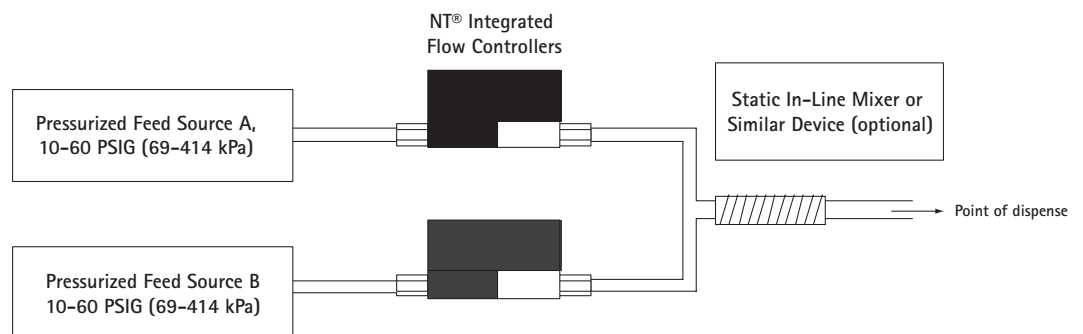 NT® Integrated
Flow Controllers
Pressurized Feed Source A,
10-60 PSIG (69-414 kPa)
Static In-Line Mixer or
Similar Device (optional)
Point of dispense
Pressurized Feed Source B
10-60 PSIG (69-414 kPa)